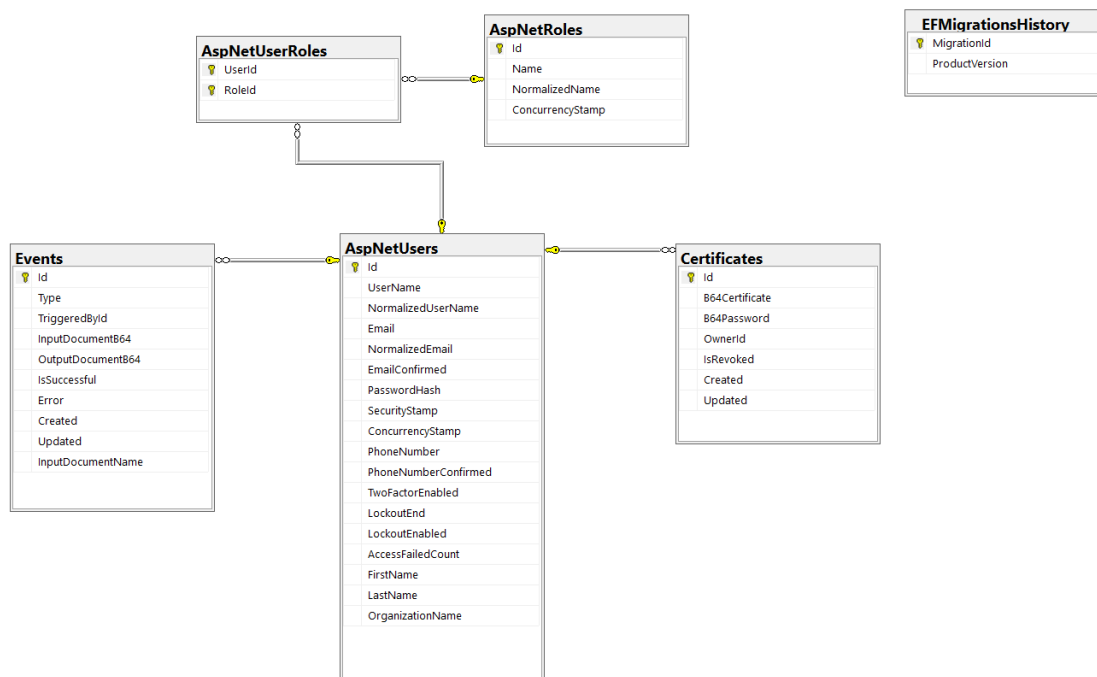 AspNetUserRoles
UserId
RoleId
AspNetRoles
Id
Name
NormalizedName
ConcurrencyStamp
EFMigrationsHistory
MigrationId
ProductVersion
Events
Id
Type
TriggeredById
InputDocumentB64
OutputDocumentB64
IsSuccessful
Error
Created
Updated
InputDocumentName
AspNetUsers
Id
UserName
NormalizedUserName
Email
NormalizedEmail
EmailConfirmed
PasswordHash
SecurityStamp
ConcurrencyStamp
PhoneNumber
PhoneNumberConfirmed
TwoFactorEnabled
LockoutEnd
LockoutEnabled
AccessFailedCount
FirstName
LastName
OrganizationName
Certificates
Id
B64Certificate
B64Password
OwnerId
IsRevoked
Created
Updated